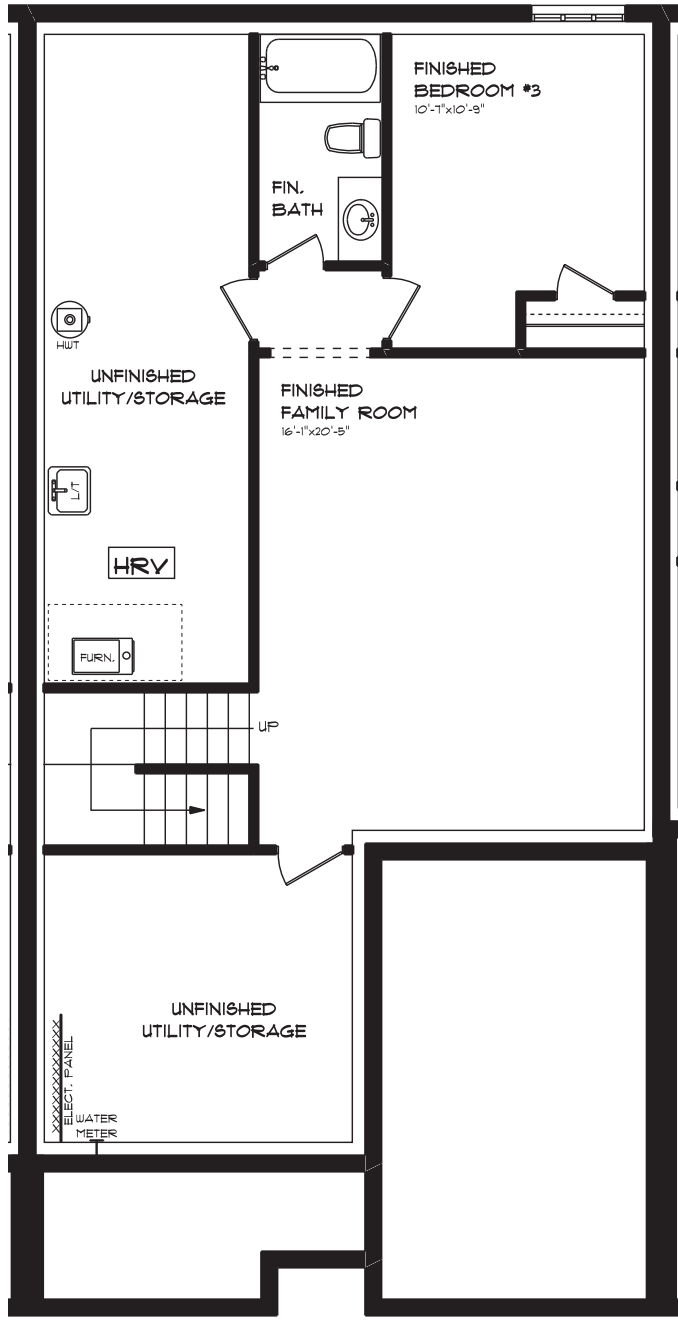 FINISHED
BEDROOM #3
10'-7"x10'-9"
FIN.
BATH
HWT
UNFINISHED
UTILITY/STORAGE
FINISHED
FAMILY ROOM
16'-1"x20'-5"
L/T
HRV
FURN.
UP
UNFINISHED
UTILITY/STORAGE
ELECT. PANEL
WATER
METER